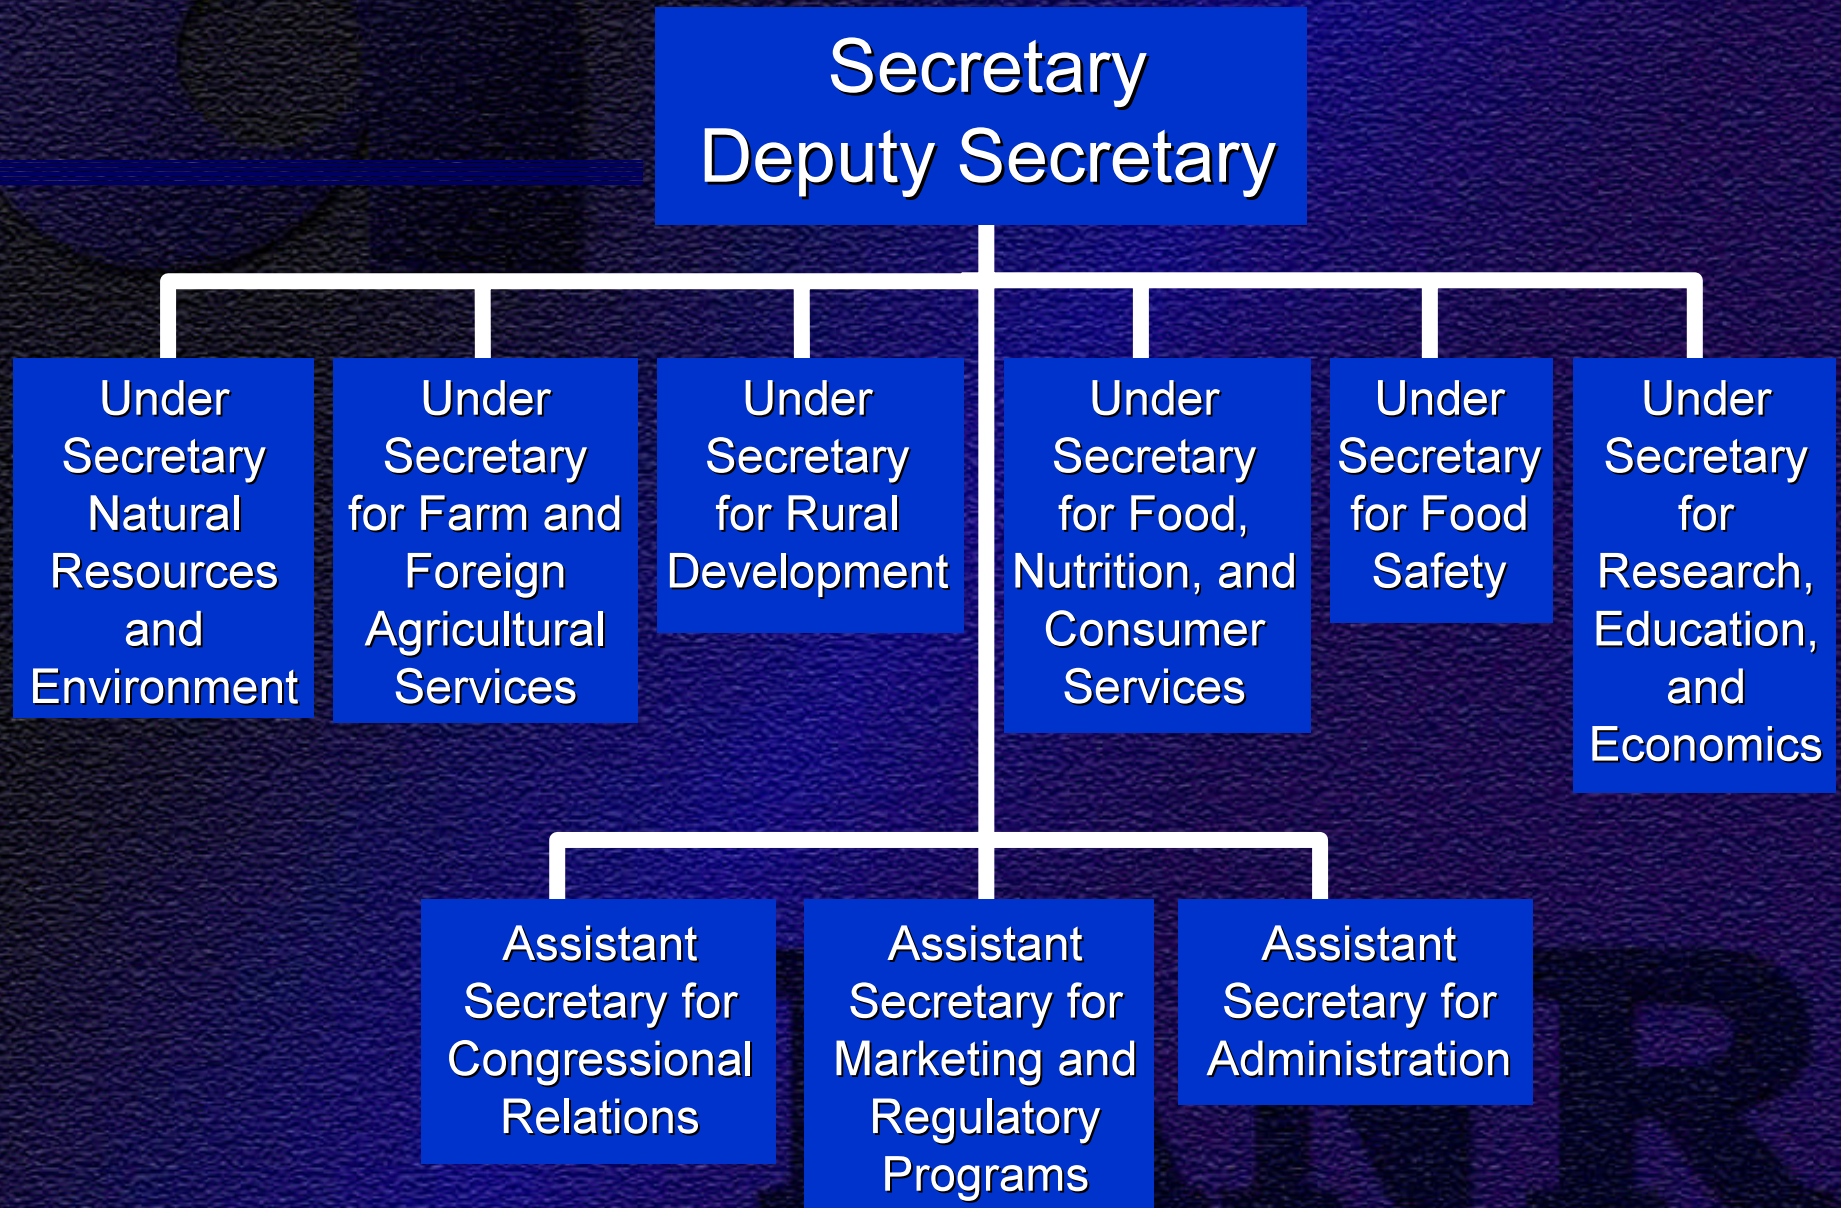 Secretary
Deputy Secretary
Under
Secretary
Natural
Resources
and
Environment
Under
Secretary
for Farm and
Foreign
Agricultural
Services
Under
Secretary
for Rural
Development
Under
Secretary
for Food,
Nutrition, and
Consumer
Services
Under
Secretary
for Food
Safety
Under
Secretary
for
Research,
Education,
and
Economics
Assistant
Secretary for
Congressional
Relations
Assistant
Secretary for
Marketing and
Regulatory
Programs
Assistant
Secretary for
Administration